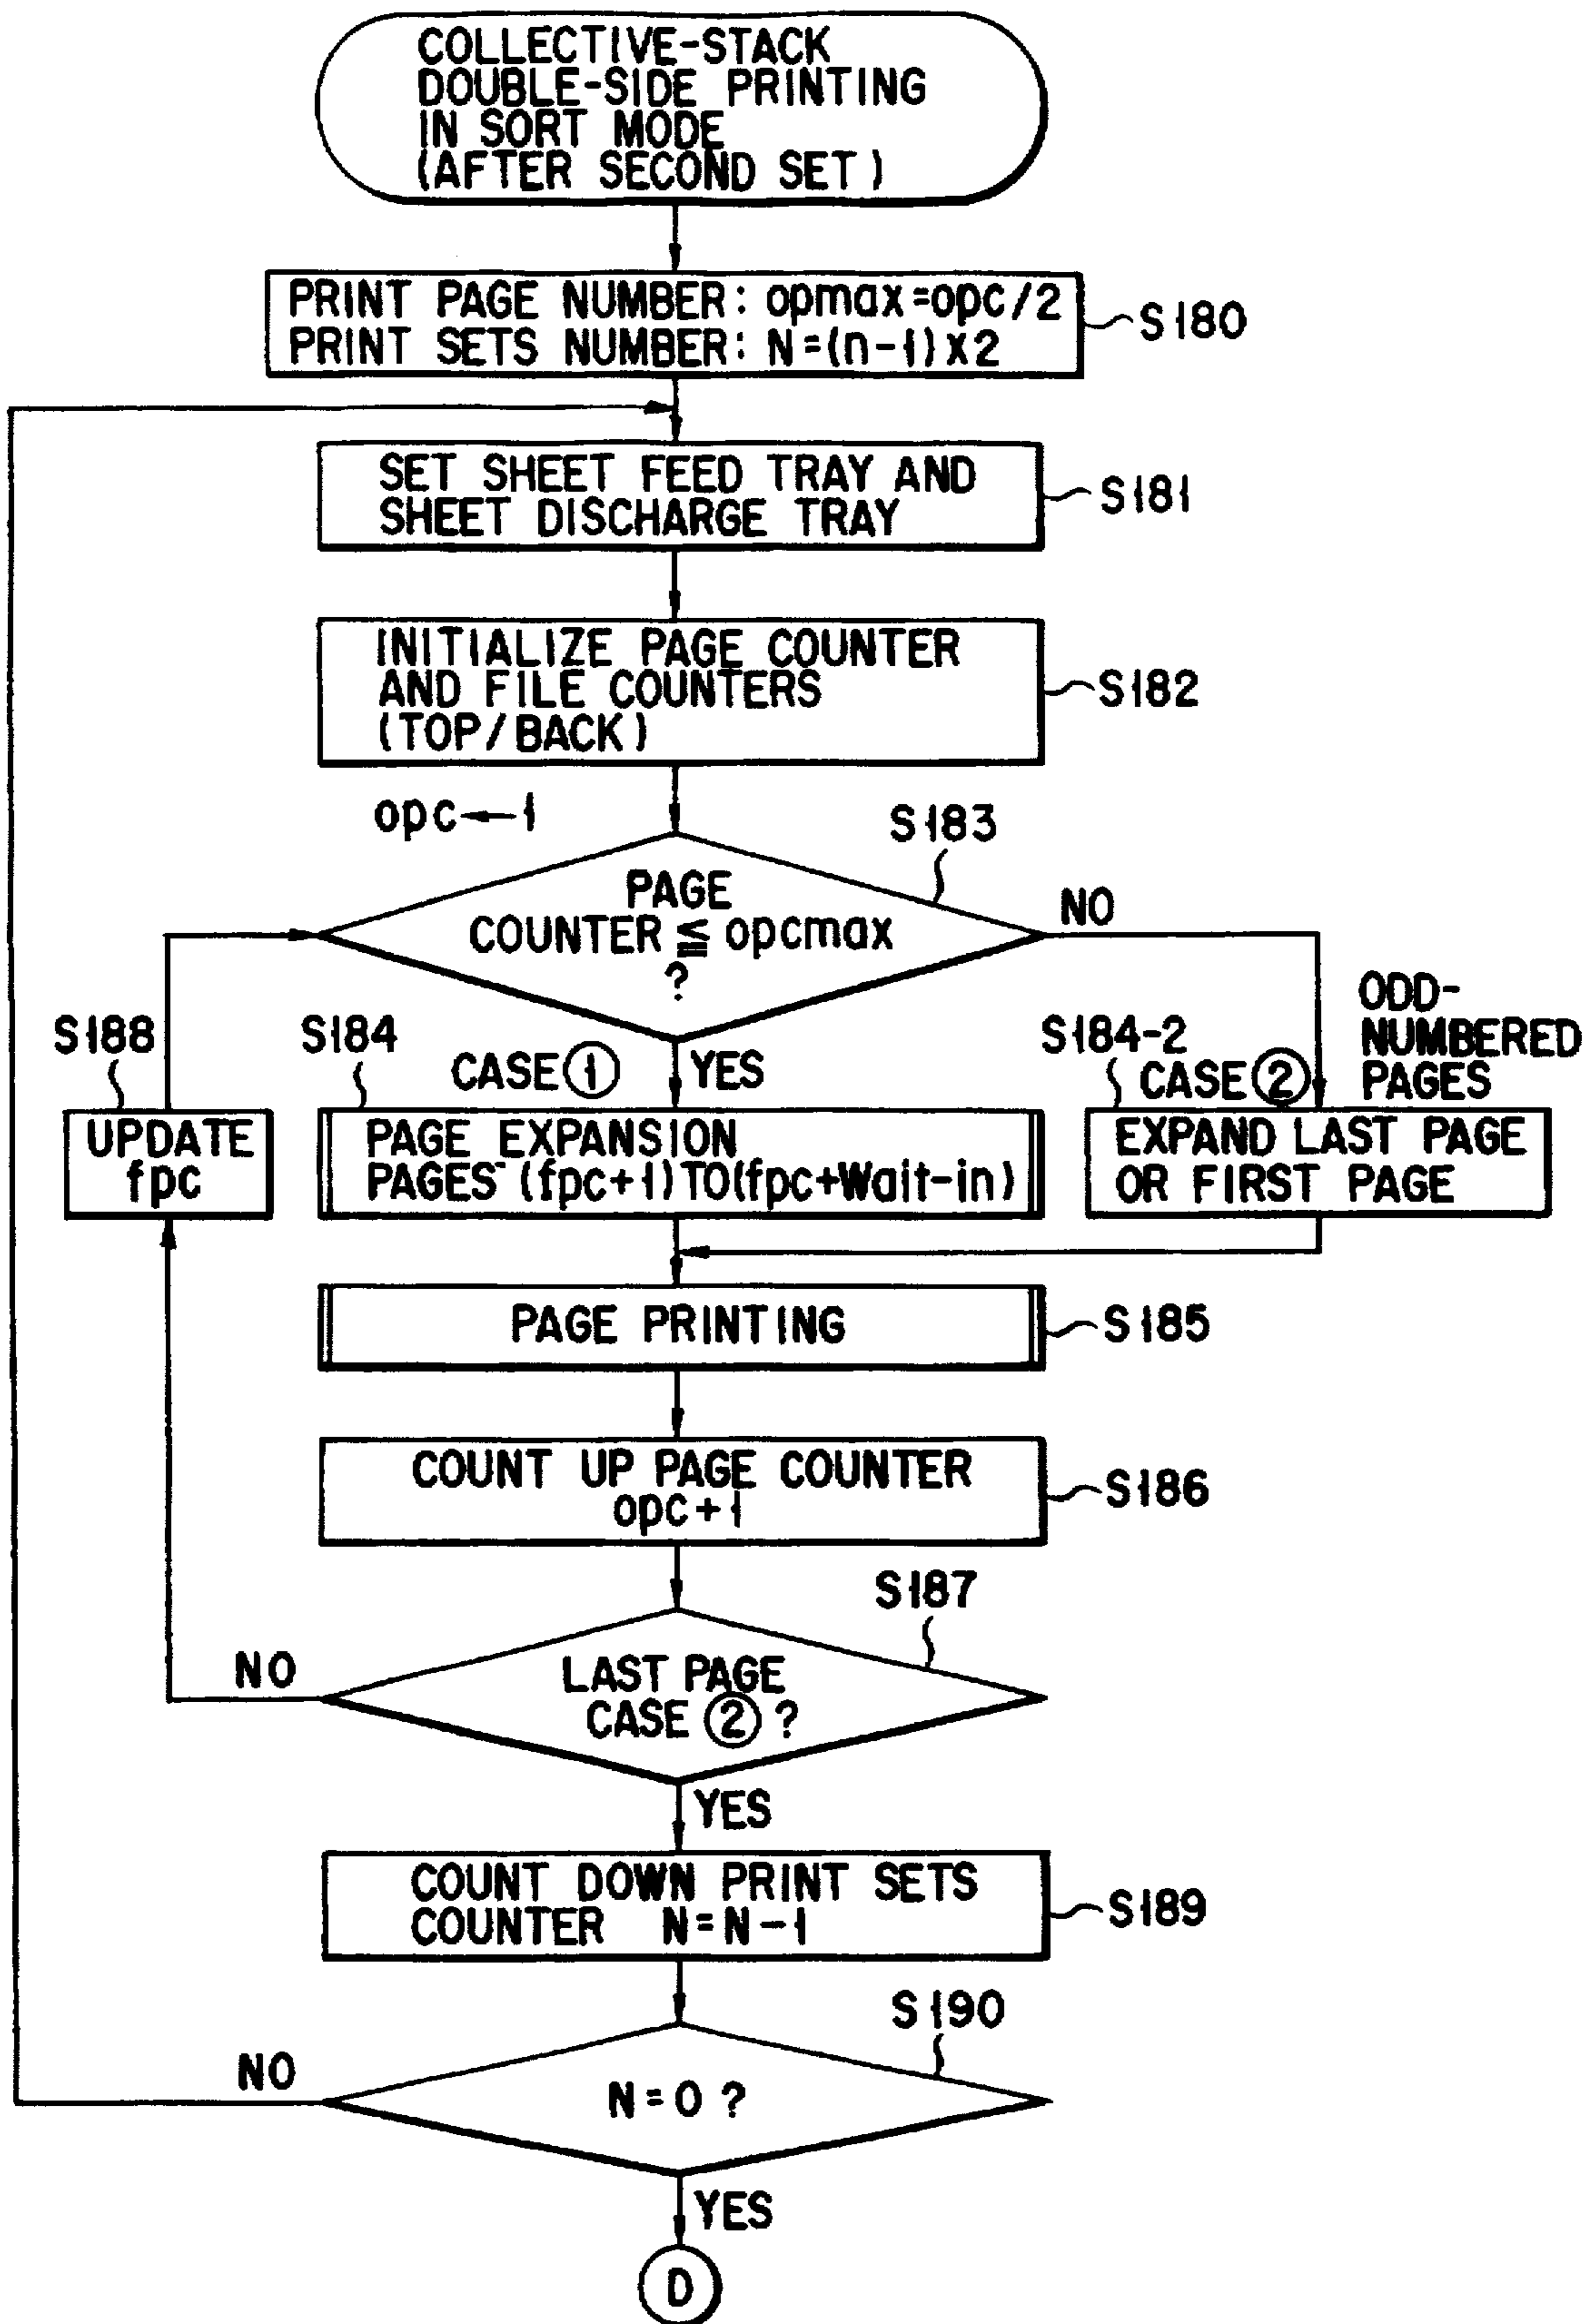 COLLECTIVE-STACK
DOUBLE-SIDE PRINTING
IN SORT MODE
(AFTER SECOND SET)
PRINT PAGE NUMBER: opmax=opc/2
PRINT SETS NUMBER: N=(n-1)x2
S180
SET SHEET FEED TRAY AND
SHEET DISCHARGE TRAY
S181
INITIALIZE PAGE COUNTER
AND FILE COUNTERS
(TOP/BACK)
S182
opc←1
S183
PAGE
COUNTER ≦ opcmax
?
NO
ODD-
NUMBERED
PAGES
S188
UPDATE
fpc
S184
CASE ①
YES
PAGE EXPANSION
PAGES (fpc+1) TO (fpc+Wait-in)
S184-2
CASE ②
EXPAND LAST PAGE
OR FIRST PAGE
PAGE PRINTING
S185
COUNT UP PAGE COUNTER
opc+1
S186
S187
LAST PAGE
CASE ② ?
NO
YES
COUNT DOWN PRINT SETS
COUNTER N=N-1
S189
S190
N=0 ?
NO
YES
D